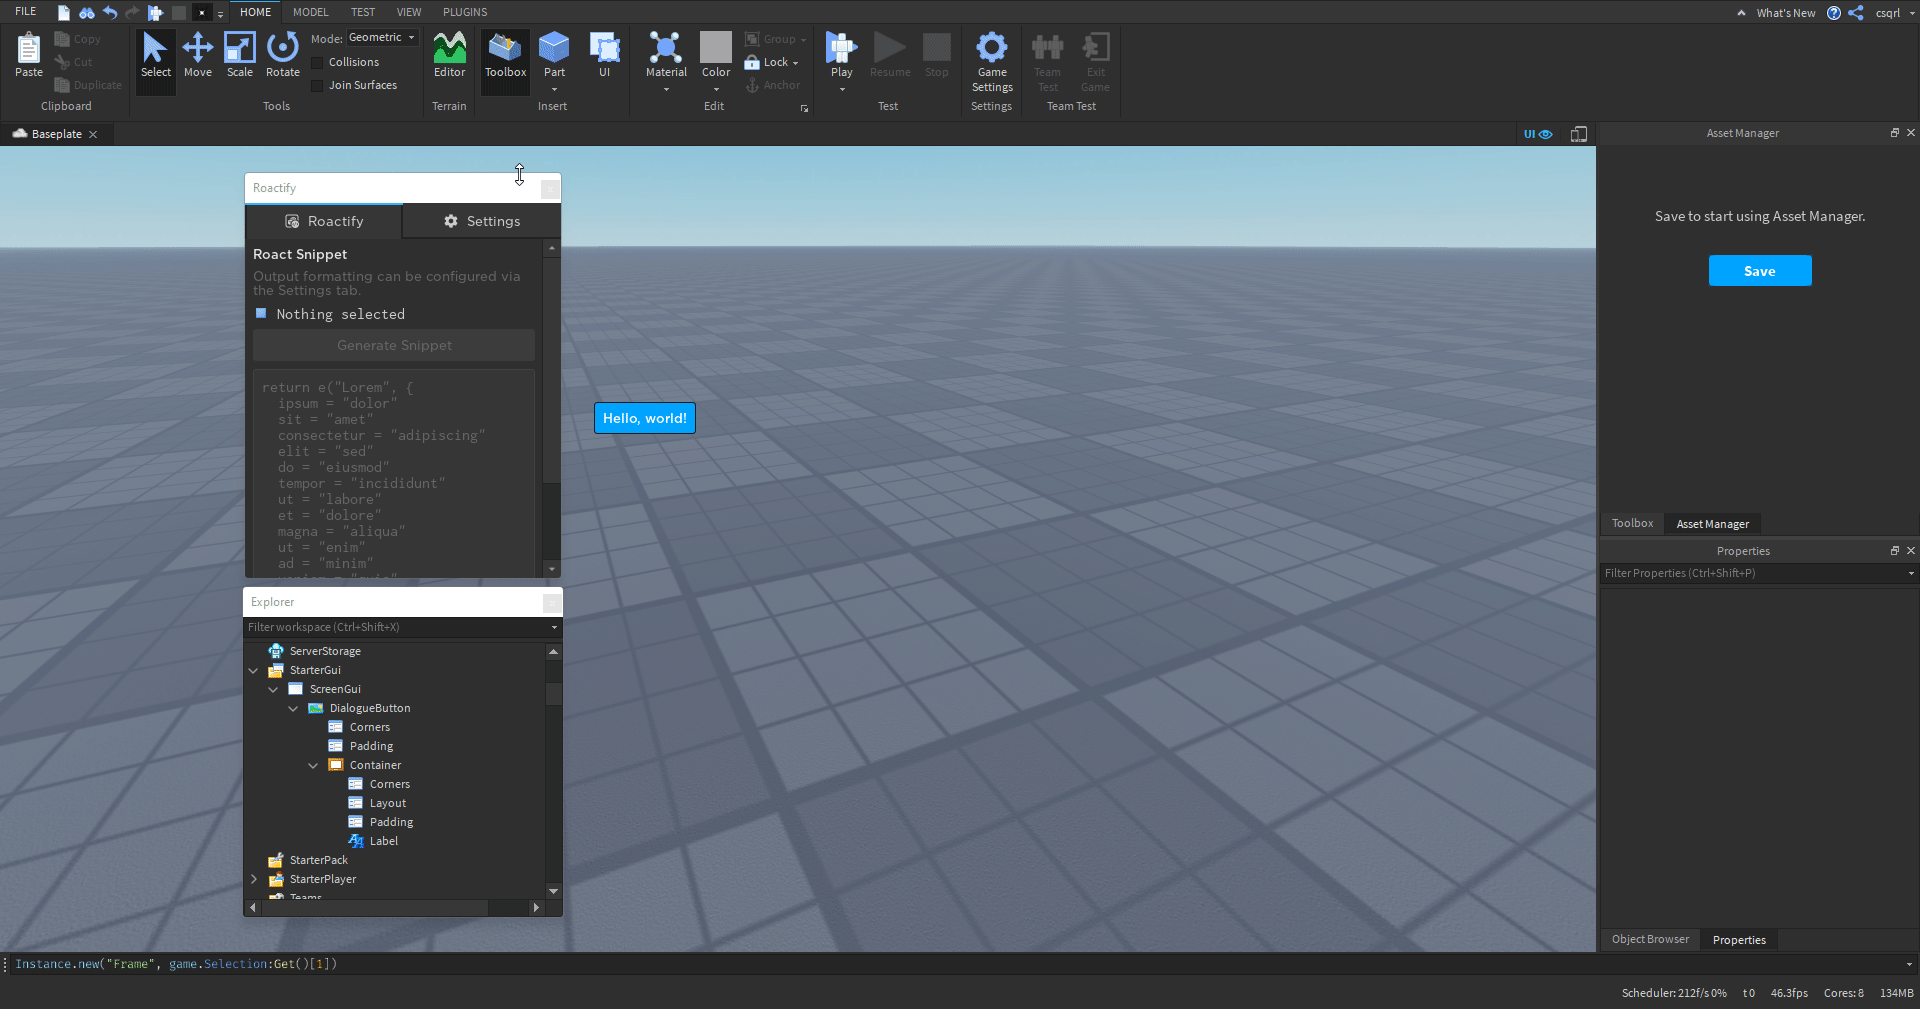 FILE
HOME
MODEL
TEST
VIEW
PLUGINS
What's New
csqrl
Paste
Copy
Cut
Duplicate
Clipboard
Select
Move
Scale
Rotate
Mode: Geometric
Collisions
Join Surfaces
Tools
Editor
Terrain
Toolbox
Part
UI
Insert
Material
Color
Group
Lock
Anchor
Edit
Play
Resume
Stop
Test
Game
Settings
Settings
Team
Test
Exit
Game
Team Test
Baseplate
UI
Asset Manager
Save to start using Asset Manager.
Save
Toolbox
Asset Manager
Properties
Filter Properties (Ctrl+Shift+P)
Object Browser
Properties
Roactify
Roactify
Settings
Roact Snippet
Output formatting can be configured via
the Settings tab.
Nothing selected
Generate Snippet
return e("Lorem", {
ipsum = "dolor"
sit = "amet"
consectetur = "adipiscing"
elit = "sed"
do = "eiusmod"
tempor = "incididunt"
ut = "labore"
et = "dolore"
magna = "aliqua"
ut = "enim"
ad = "minim"
Hello, world!
Explorer
Filter workspace (Ctrl+Shift+X)
ServerStorage
StarterGui
ScreenGui
DialogueButton
Corners
Padding
Container
Corners
Layout
Padding
Label
StarterPack
StarterPlayer
Teams
Instance.new("Frame", game.Selection:Get()[1])
Scheduler: 212f/s 0%
t 0
46.3fps
Cores: 8
134MB